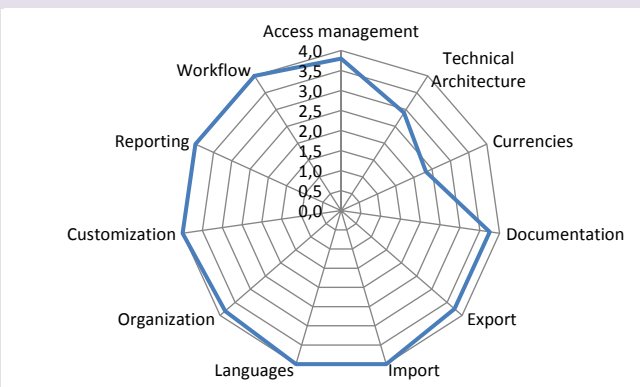 Access management
4,0
3,5
3,0
2,5
2,0
1,5
1,0
0,5
0,0
Technical
Architecture
Currencies
Documentation
Export
Import
Languages
Organization
Customization
Reporting
Workflow